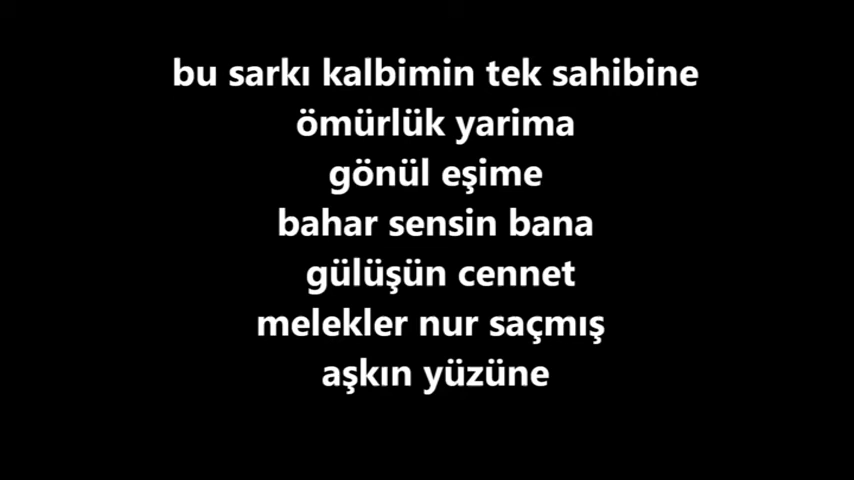 bu sarkı kalbimin tek sahibine
ömürlük yarima
gönül eşime
bahar sensin bana
gülüşün cennet
melekler nur saçmış
aşkın yüzüne